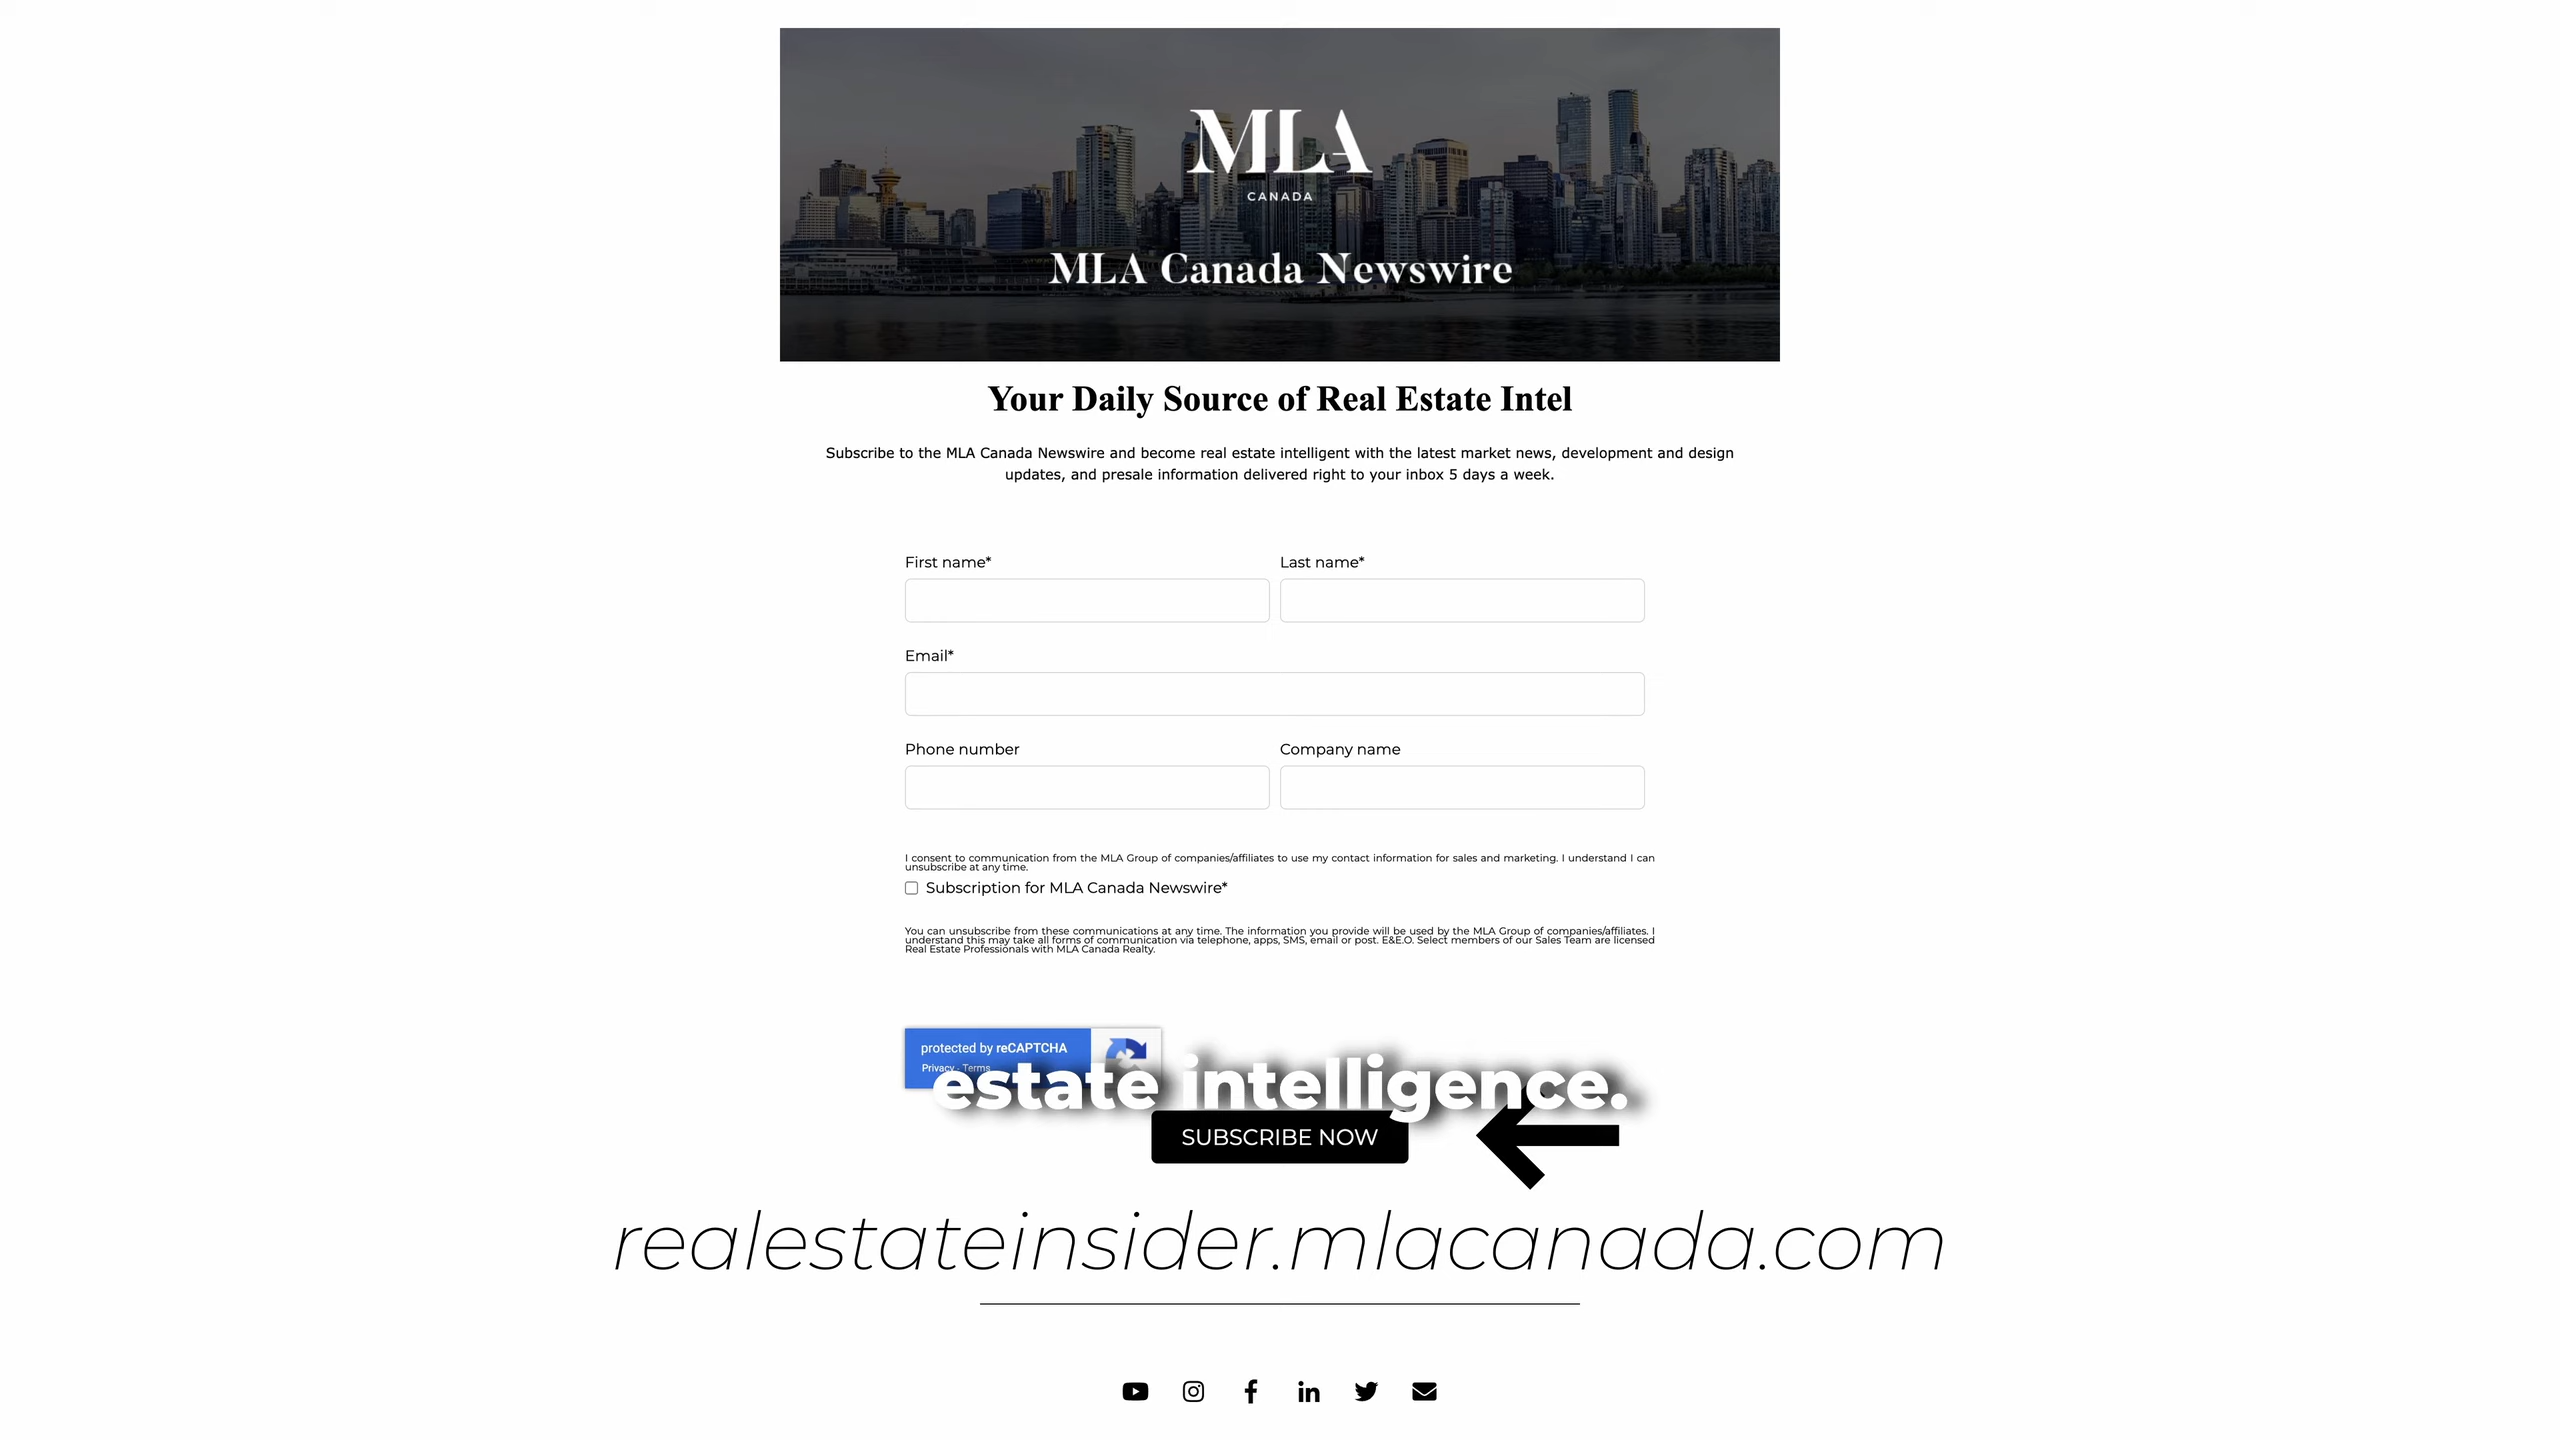 MLA
CANADA
MLA Canada Newswire
Your Daily Source of Real Estate Intel
Subscribe to the MLA Canada Newswire and become real estate intelligent with the latest market news, development and design
updates, and presale information delivered right to your inbox 5 days a week.
First name*
Last name*
Email*
Phone number
Company name
I consent to communication from the MLA Group of companies/affiliates to use my contact information for sales and marketing. I understand I can
unsubscribe at any time.
Subscription for MLA Canada Newswire*
You can unsubscribe from these communications at any time. The information you provide will be used by the MLA Group of companies/affiliates. I
understand this may take all forms of communication via telephone, apps, SMS, email or post. E&E.O. Select members of our Sales Team are licensed
Real Estate Professionals with MLA Canada Realty.
protected by reCAPTCHA
Privacy - Terms
estate intelligence.
SUBSCRIBE NOW
realestateinsider.mlacanada.com